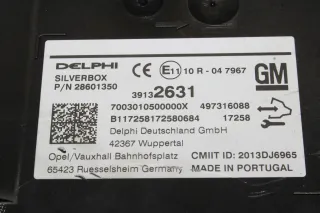 DELPHI
SILVERBOX
P/N 28601350
CE E11 10 R - 04 7967
GM
39132631
7003010500000X 497316088
B117258172580684 17258
Delphi Deutschland GmbH
42367 Wuppertal
Opel/Vauxhall Bahnhofsplatz
65423 Ruesselsheim Germany
CMIIT ID: 2013DJ6965
MADE IN PORTUGAL